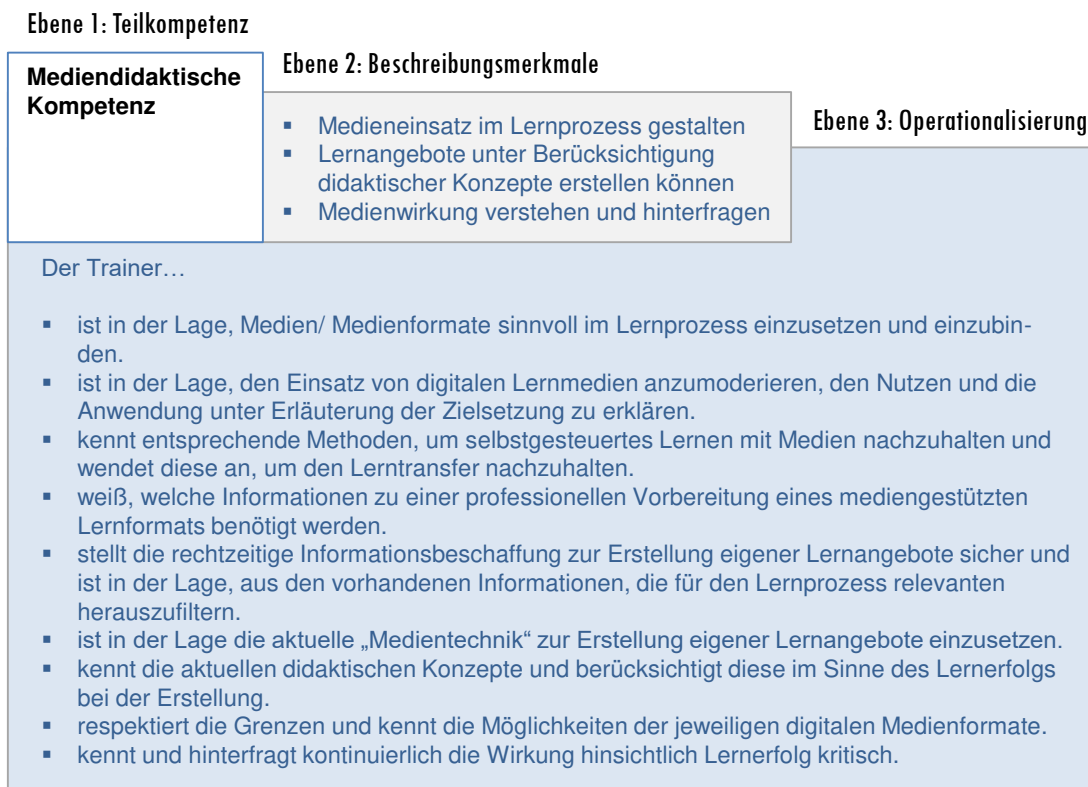 Ebene 1: Teilkompetenz
Mediendidaktische
Kompetenz
Ebene 2: Beschreibungsmerkmale
▪ Medieneinsatz im Lernprozess gestalten
▪ Lernangebote unter Berücksichtigung
didaktischer Konzepte erstellen können
▪ Medienwirkung verstehen und hinterfragen
Ebene 3: Operationalisierung
Der Trainer…
▪ ist in der Lage, Medien/ Medienformate sinnvoll im Lernprozess einzusetzen und einzubin-
den.
▪ ist in der Lage, den Einsatz von digitalen Lernmedien anzumoderieren, den Nutzen und die
Anwendung unter Erläuterung der Zielsetzung zu erklären.
▪ kennt entsprechende Methoden, um selbstgesteuertes Lernen mit Medien nachzuhalten und
wendet diese an, um den Lerntransfer nachzuhalten.
▪ weiß, welche Informationen zu einer professionellen Vorbereitung eines mediengestützten
Lernformats benötigt werden.
▪ stellt die rechtzeitige Informationsbeschaffung zur Erstellung eigener Lernangebote sicher und
ist in der Lage, aus den vorhandenen Informationen, die für den Lernprozess relevanten
herauszufiltern.
▪ ist in der Lage die aktuelle „Medientechnik“ zur Erstellung eigener Lernangebote einzusetzen.
▪ kennt die aktuellen didaktischen Konzepte und berücksichtigt diese im Sinne des Lernerfolgs
bei der Erstellung.
▪ respektiert die Grenzen und kennt die Möglichkeiten der jeweiligen digitalen Medienformate.
▪ kennt und hinterfragt kontinuierlich die Wirkung hinsichtlich Lernerfolg kritisch.